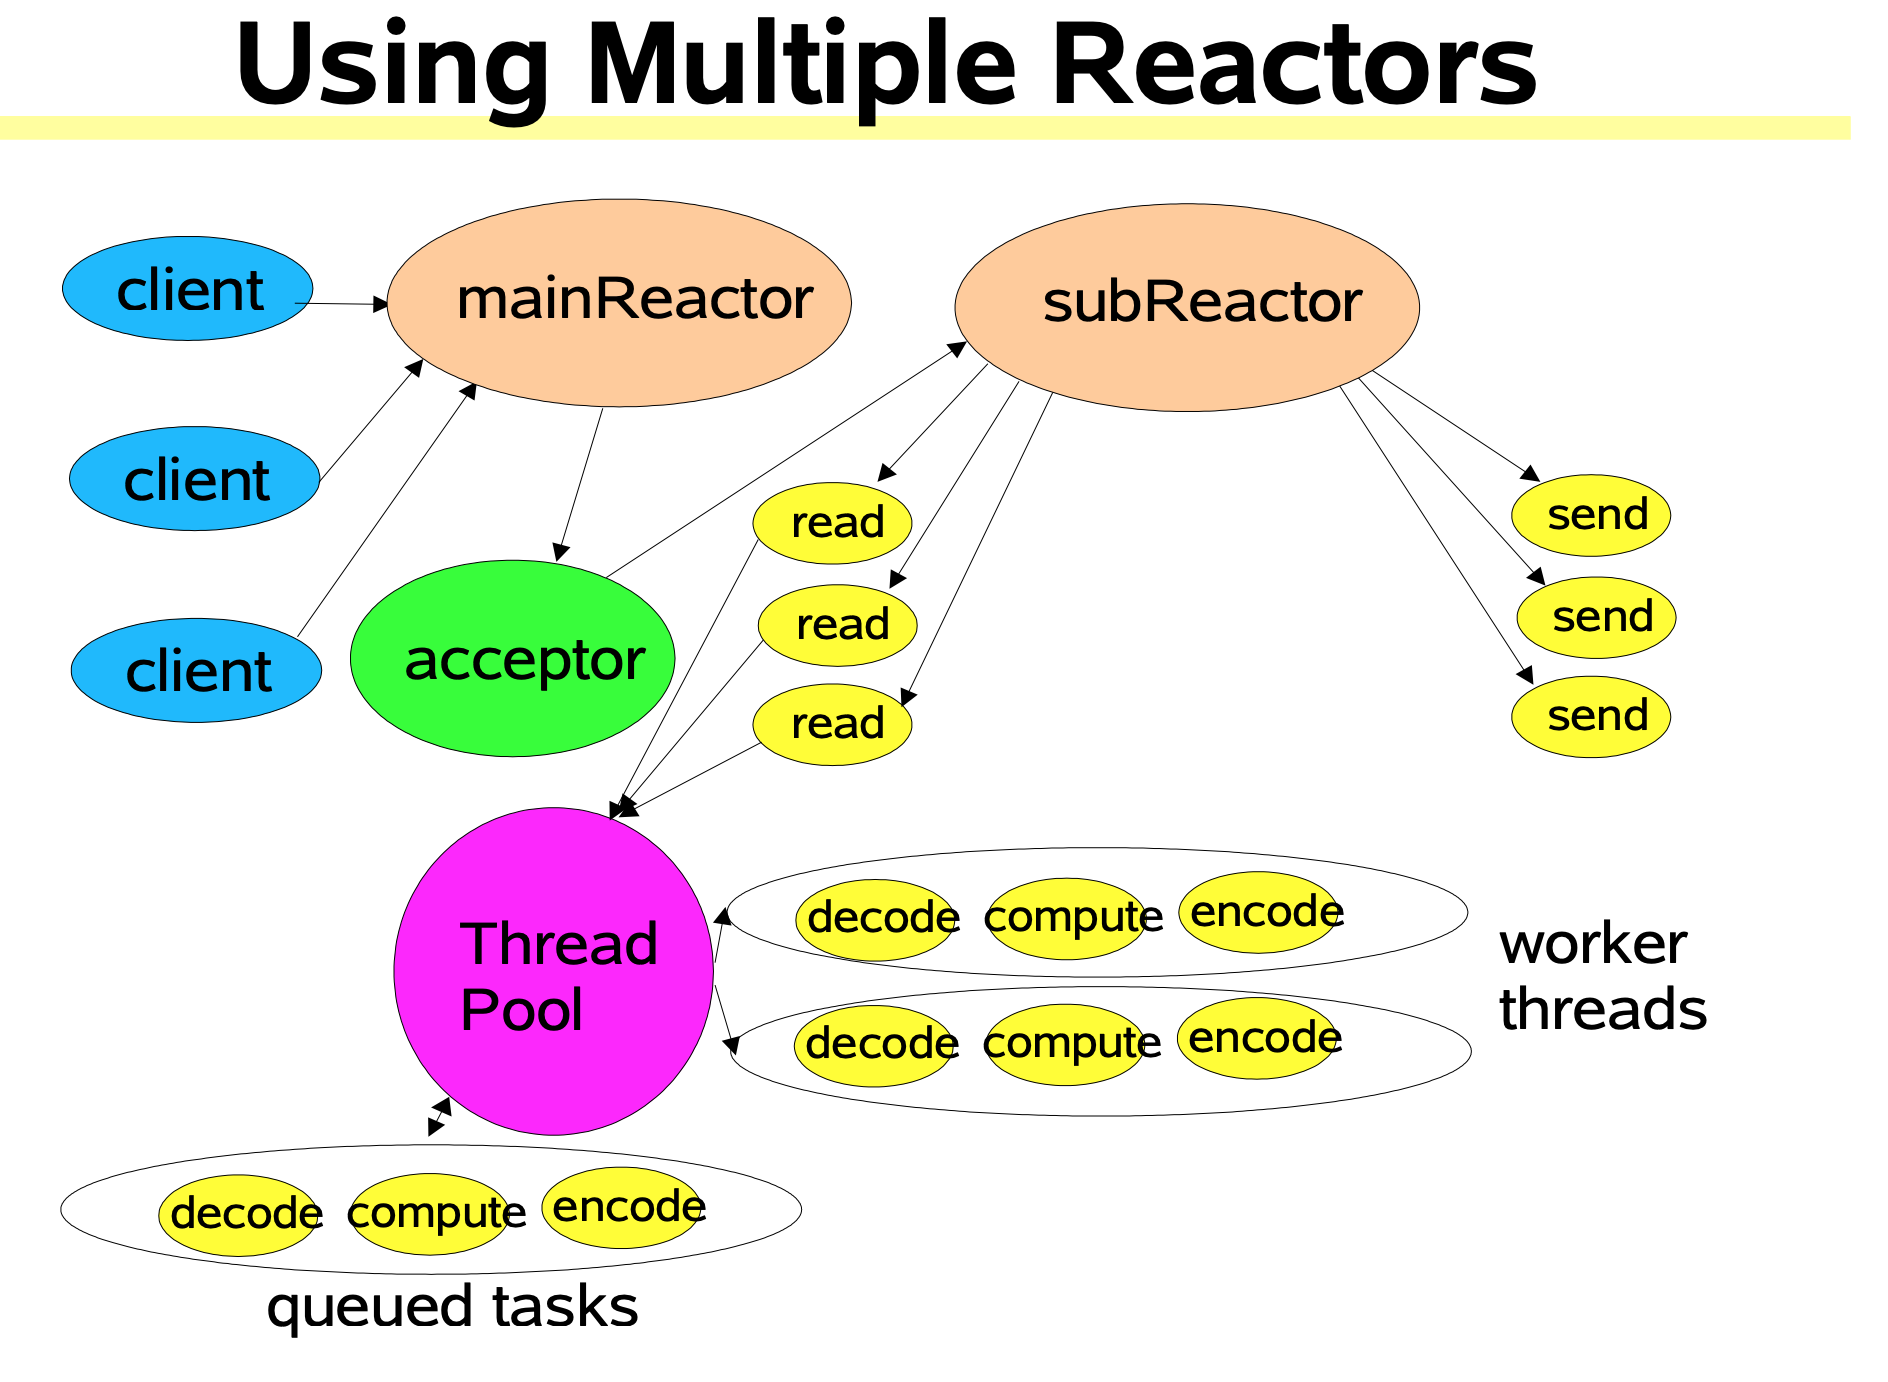 Using Multiple Reactors
client
mainReactor
subReactor
client
client
acceptor
read
read
read
send
send
send
Thread
Pool
decode compute encode
decode compute encode
worker
threads
decode compute encode
queued tasks